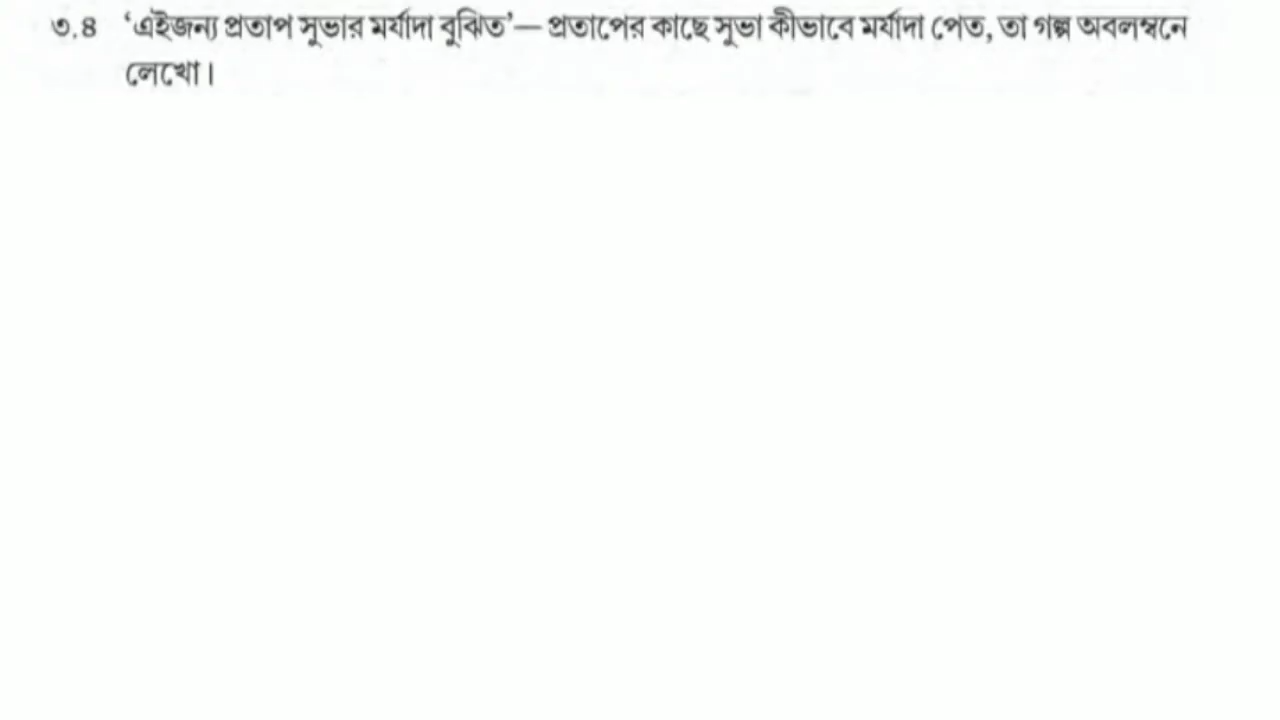 ৩.৪ ‘এইজন্য প্রতাপ সুভার মর্যাদা বুঝিত’— প্রতাপের কাছে সুভা কীভাবে মর্যাদা পেত, তা গল্প অবলম্বনে
লেখো।